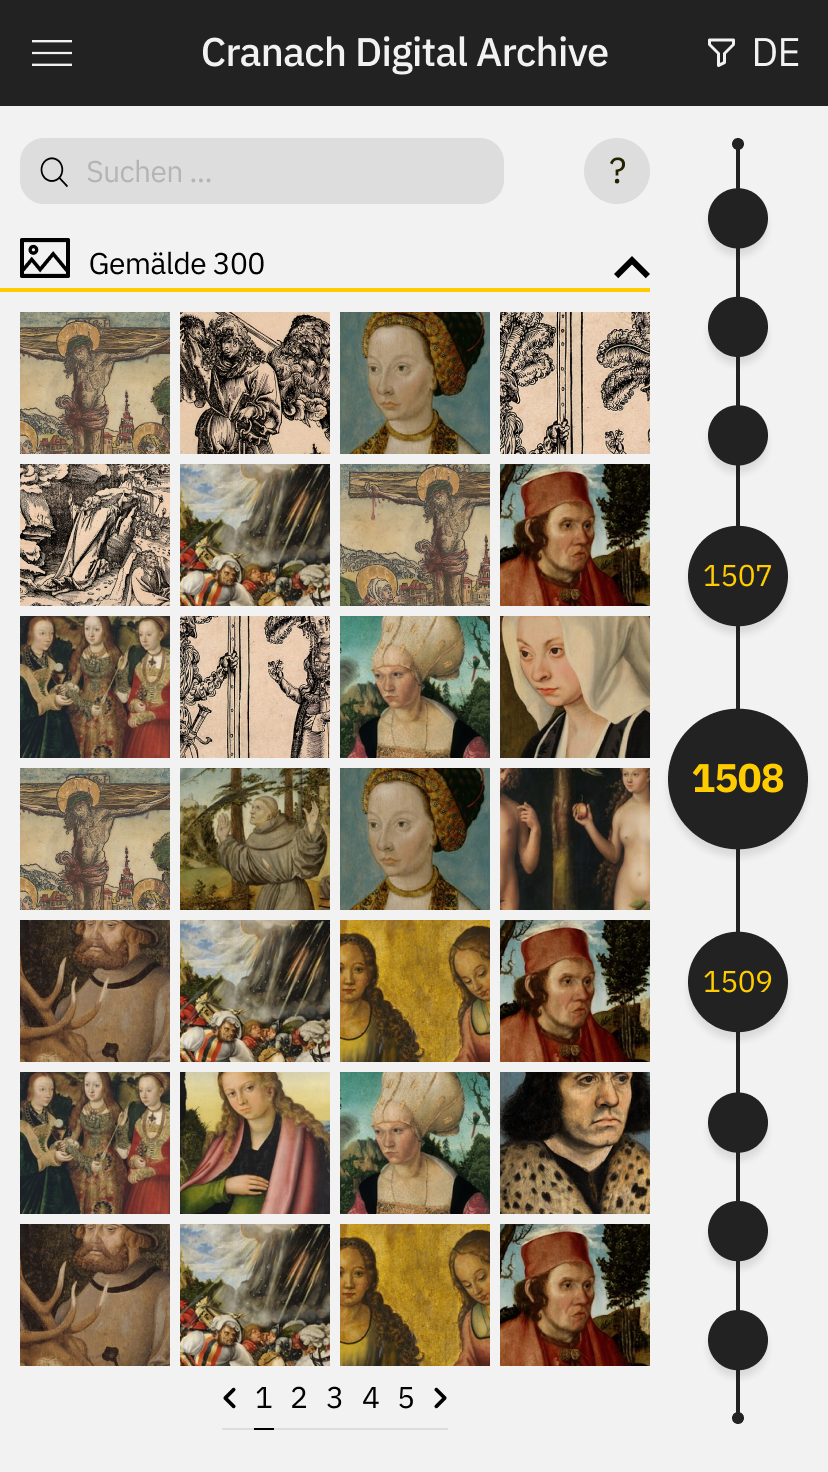 Cranach Digital Archive
DE
Suchen ...
?
Gemälde 300
1507
1508
1509
1 2 3 4 5